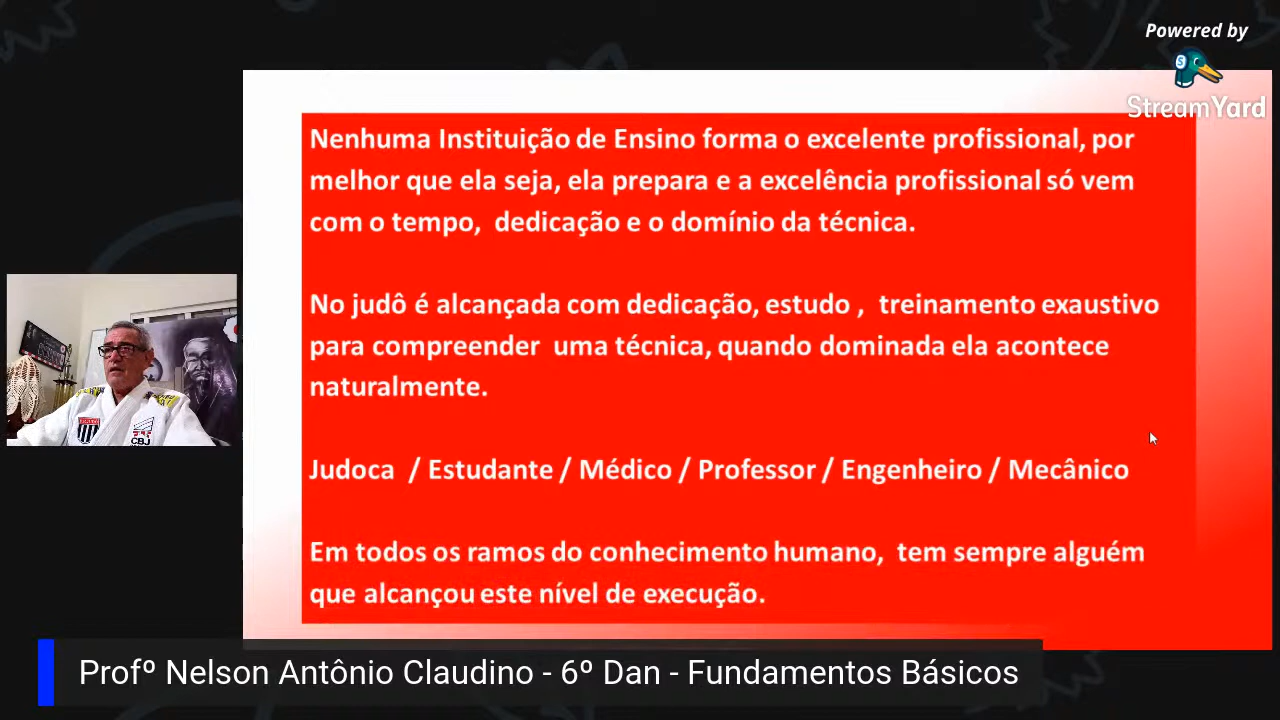 Powered by
StreamYard
Nenhuma Instituição de Ensino forma o excelente profissional, por
melhor que ela seja, ela prepara e a excelência profissional só vem
com o tempo, dedicação e o domínio da técnica.
No judô é alcançada com dedicação, estudo , treinamento exaustivo
para compreender uma técnica, quando dominada ela acontece
naturalmente.
Judoca / Estudante / Médico / Professor / Engenheiro / Mecânico
Em todos os ramos do conhecimento humano, tem sempre alguém
que alcançou este nível de execução.
CBJ
Profº Nelson Antônio Claudino - 6º Dan - Fundamentos Básicos